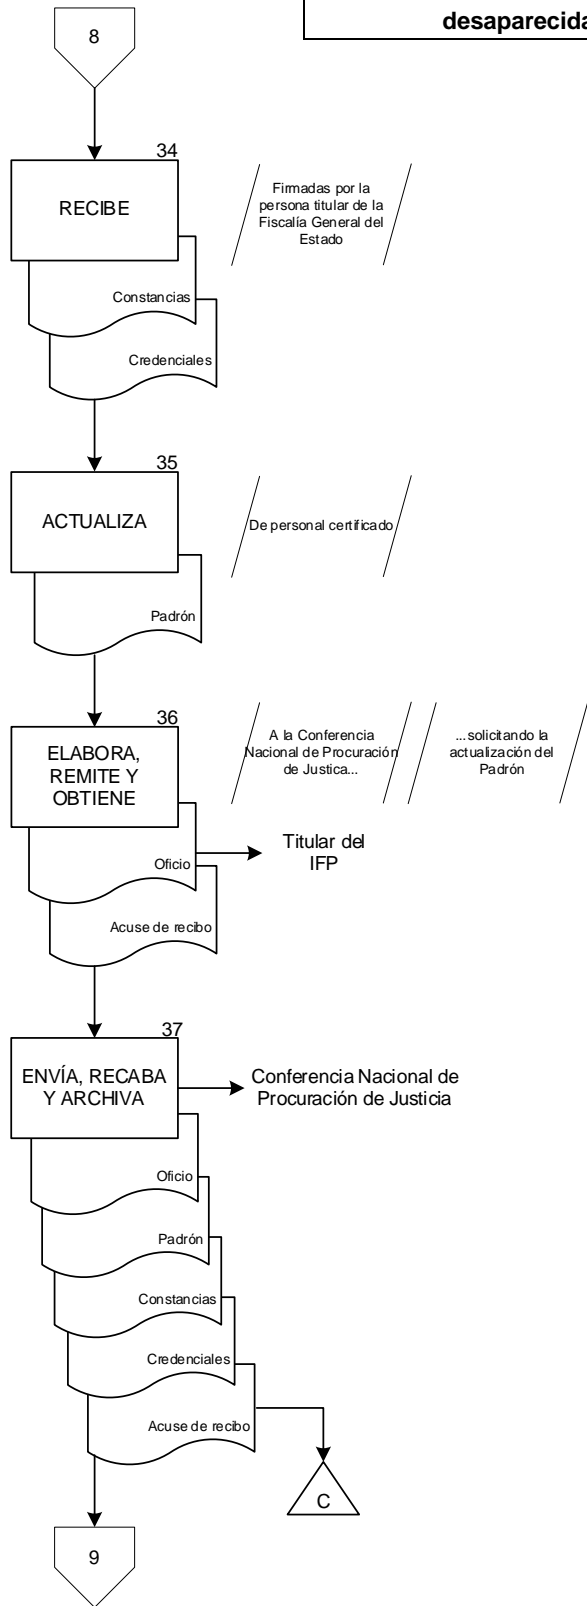 desaparecida
8
34
RECIBE
Firmadas por la
persona titular de la
Fiscalía General del
Estado
Constancias
Credenciales
35
ACTUALIZA
De personal certificado
Padrón
36
ELABORA,
REMITE Y
OBTIENE
A la Conferencia
Nacional de Procuración
de Justica...
...solicitando la
actualización del
Padrón
Oficio
Titular del
IFP
Acuse de recibo
37
ENVÍA, RECABA
Y ARCHIVA
Conferencia Nacional de
Procuración de Justicia
Oficio
Padrón
Constancias
Credenciales
Acuse de recibo
C
9